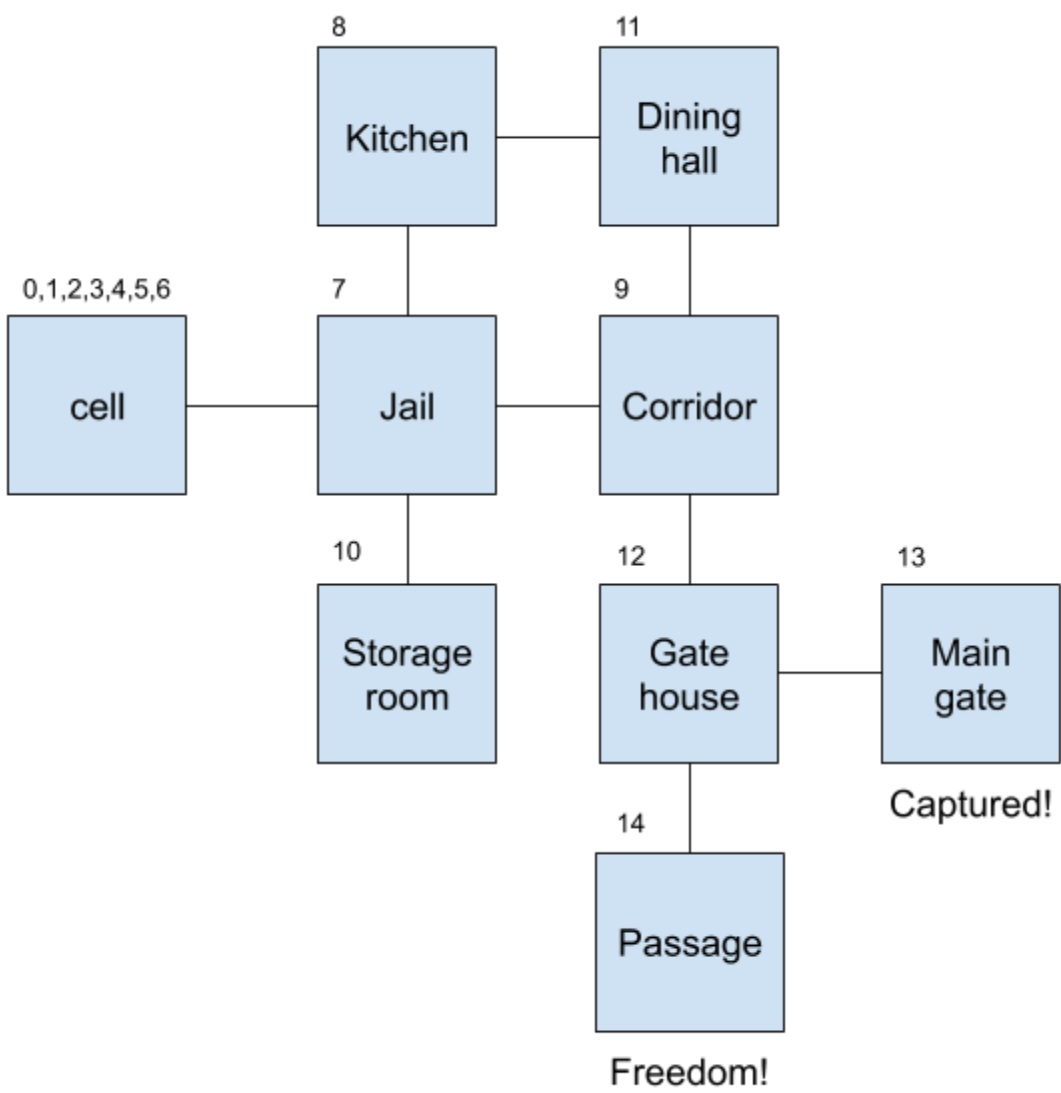 8
11
Kitchen
Dining
hall
0,1,2,3,4,5,6
7
9
cell
Jail
Corridor
10
12
13
Storage
room
Gate
house
Main
gate
Captured!
14
Passage
Freedom!